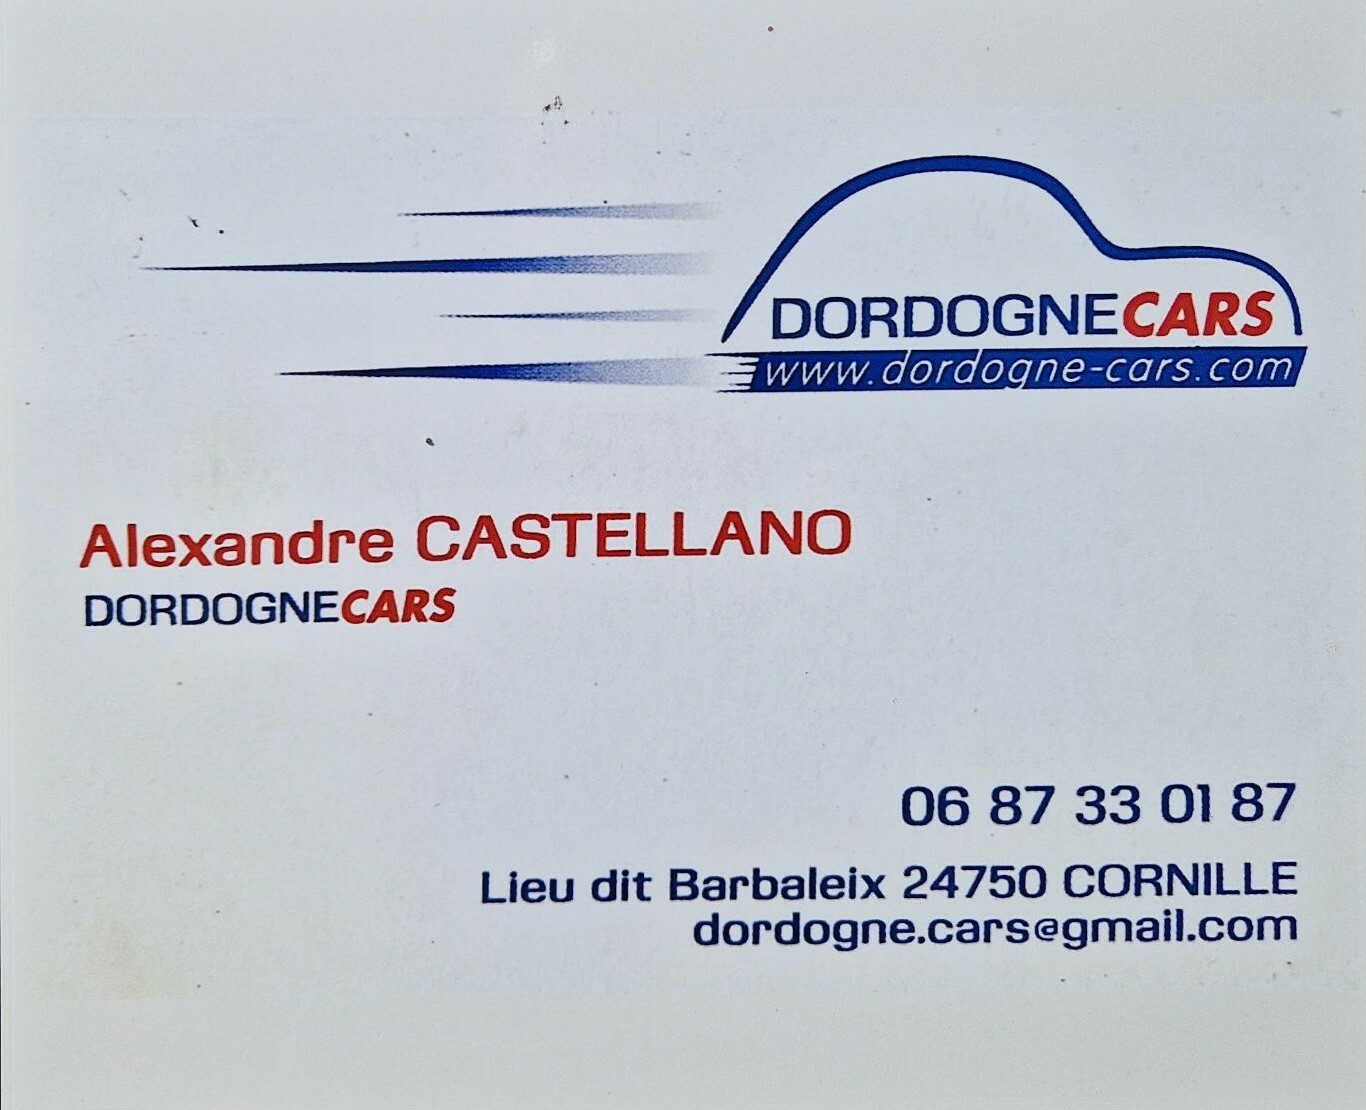 DORDOGNECARS
www.dordogne-cars.com
Alexandre CASTELLANO
DORDOGNECARS
06 87 33 01 87
Lieu dit Barbaleix 24750 CORNILLE
dordogne.cars@gmail.com